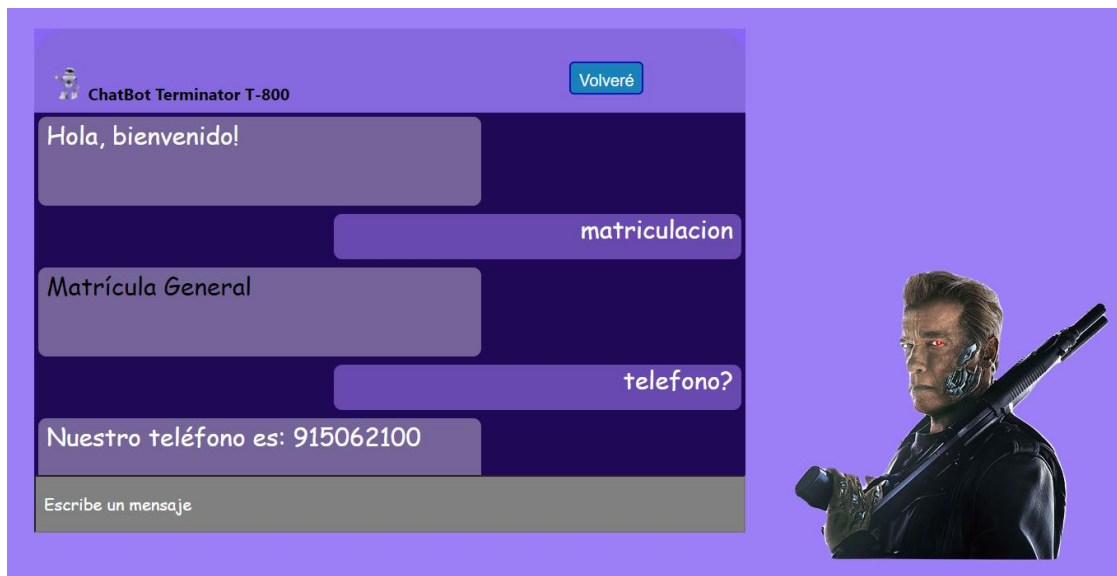 ChatBot Terminator T-800
Volveré
Hola, bienvenido!
matriculacion
Matrícula General
telefono?
Nuestro teléfono es: 915062100
Escribe un mensaje